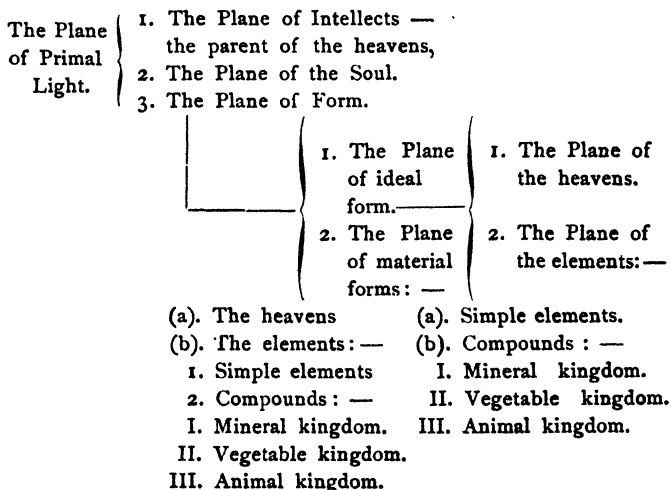 The Plane
of Primal
Light.
1. The Plane of Intellects —
the parent of the heavens,
2. The Plane of the Soul.
3. The Plane of Form.
1. The Plane
of ideal
form.
2. The Plane
of material
forms: —
1. The Plane of
the heavens.
2. The Plane of
the elements: —
(a). The heavens
(b). The elements: —
1. Simple elements
2. Compounds: —
I. Mineral kingdom.
II. Vegetable kingdom.
III. Animal kingdom.
(a). Simple elements.
(b). Compounds: —
I. Mineral kingdom.
II. Vegetable kingdom.
III. Animal kingdom.